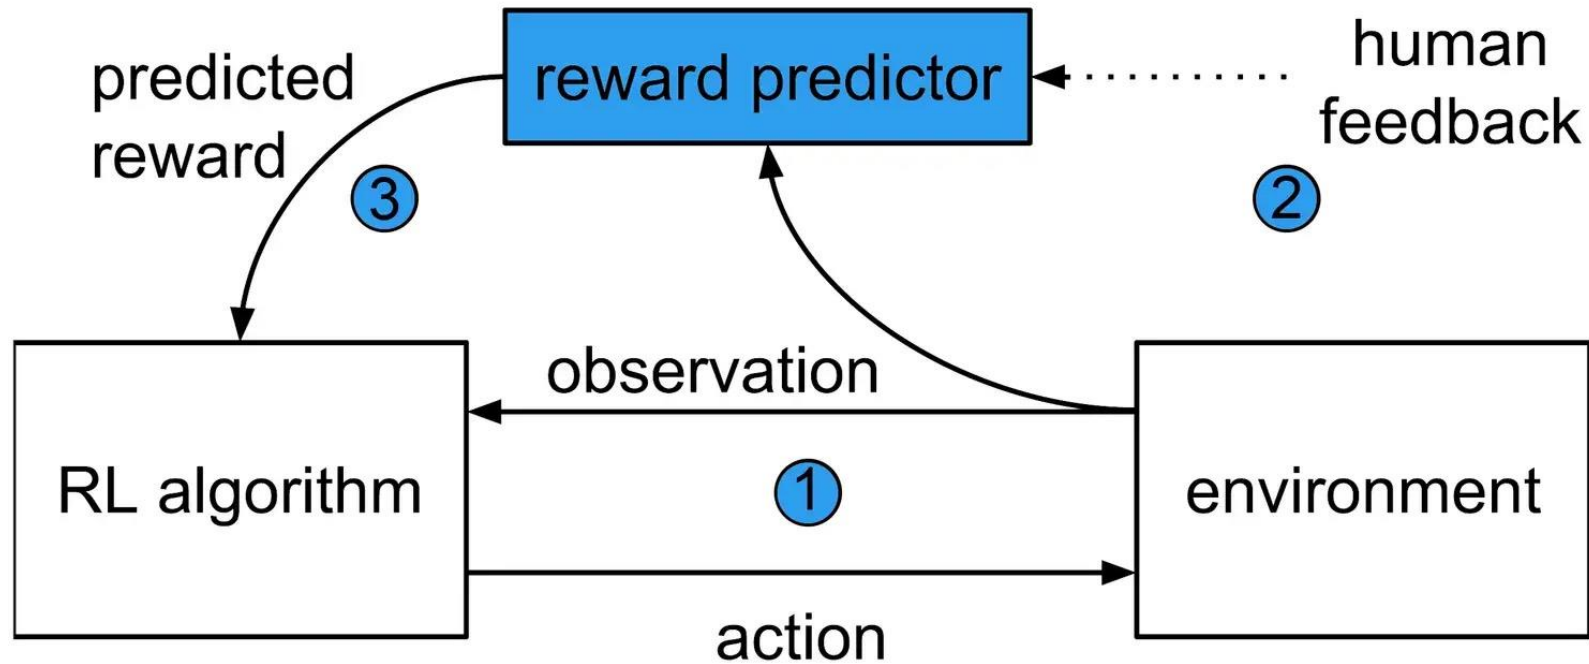 predicted
reward
reward predictor
human
feedback
3
2
observation
RL algorithm
1
environment
action